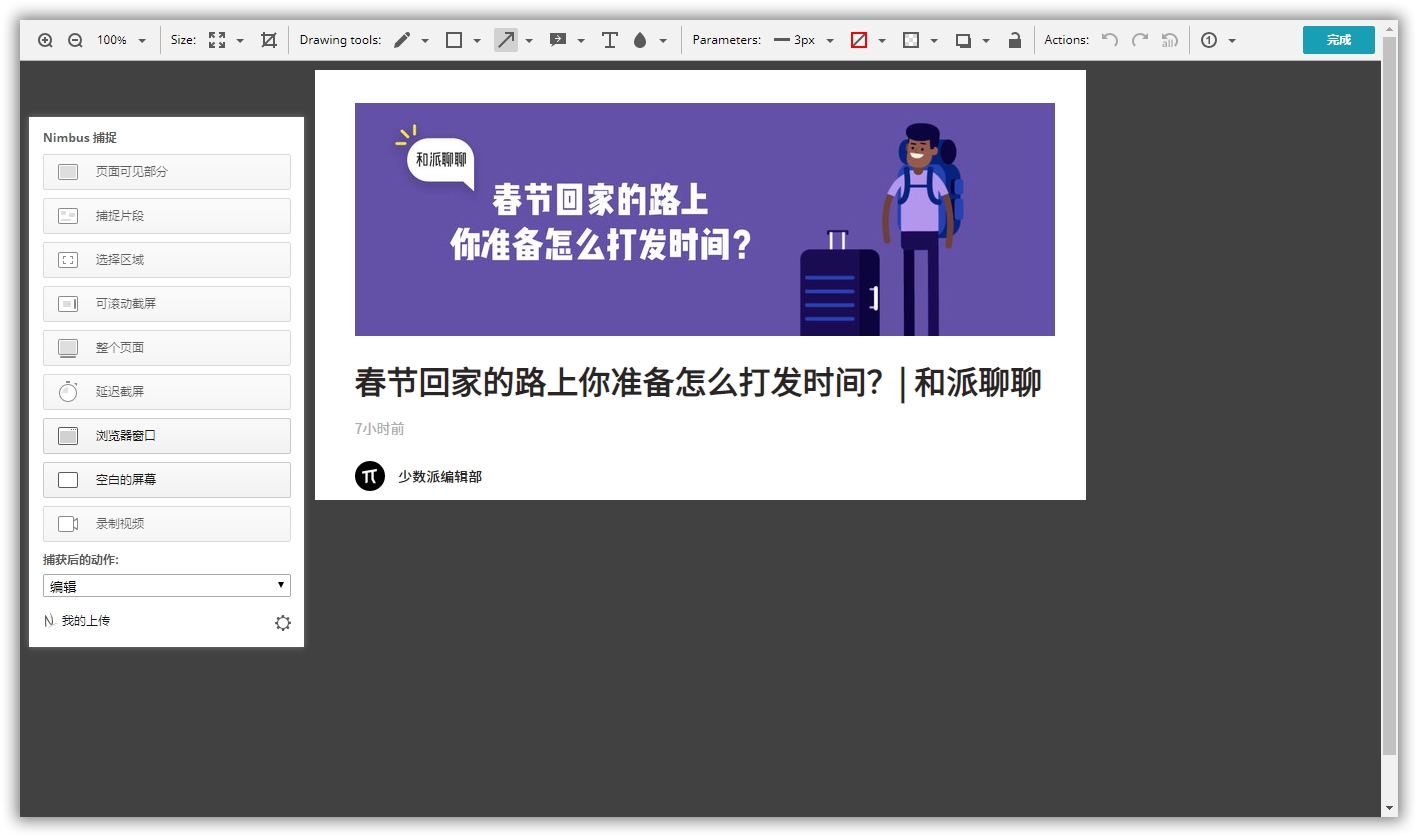 100% Size: Drawing tools: Parameters: 3px Actions: all 1 完成
Nimbus 捕捉
页面可见部分
捕捉片段
选择区域
可滚动截屏
整个页面
延迟截屏
浏览器窗口
空白的屏幕
录制视频
捕获后的动作:
编辑
我的上传
和派聊聊
春节回家的路上
你准备怎么打发时间?
春节回家的路上你准备怎么打发时间？| 和派聊聊
7小时前
少数派编辑部